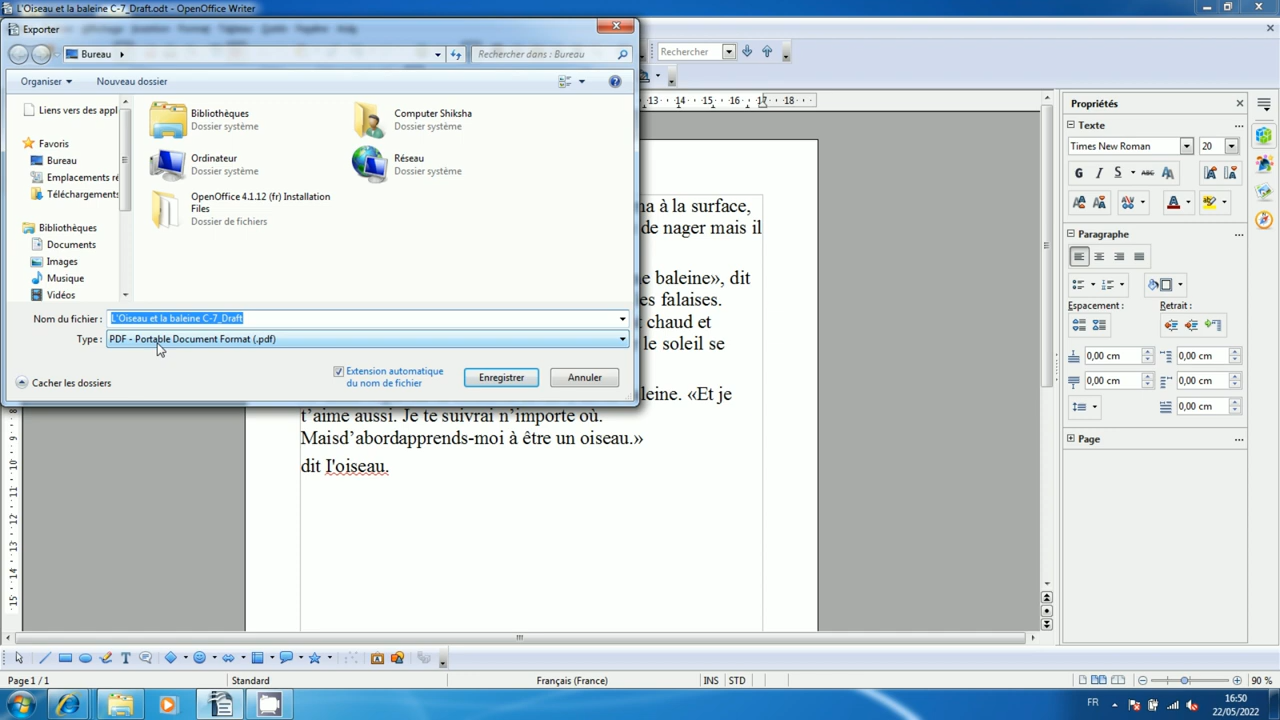 L'Oiseau et la baleine C-7_Draft.odt - OpenOffice Writer
Exporter
Bureau
Rechercher dans : Bureau
Rechercher
Organiser
Nouveau dossier
Liens vers des appl
Favoris
Bureau
Emplacements ré
Téléchargements
Bibliothèques
Documents
Images
Musique
Vidéos
Bibliothèques
Dossier système
Computer Shiksha
Dossier système
Ordinateur
Dossier système
Réseau
Dossier système
OpenOffice 4.1.12 (fr) Installation
Files
Dossier de fichiers
Nom du fichier :
L'Oiseau et la baleine C-7_Draft
Type :
PDF - Portable Document Format (.pdf)
Extension automatique
du nom de fichier
Enregistrer
Annuler
Cacher les dossiers
·13· ·14· ·15· ·16· 17· ·18·
à la surface,
de nager mais il
baleine», dit
falaises.
chaud et
le soleil se
«Et je
t’aime aussi. Je te suivrai n’importe où.
Maisd’abordapprends-moi à être un oiseau.»
dit I'oiseau.
9 10 11 12 13 14 15
Propriétés
Texte
Times New Roman
20
G I S ABC A
Paragraphe
Espacement :
Retrait :
0,00 cm
0,00 cm
0,00 cm
0,00 cm
0,00 cm
Page
Page 1 / 1
Standard
Français (France)
INS
STD
90 %
FR
16:50
22/05/2022